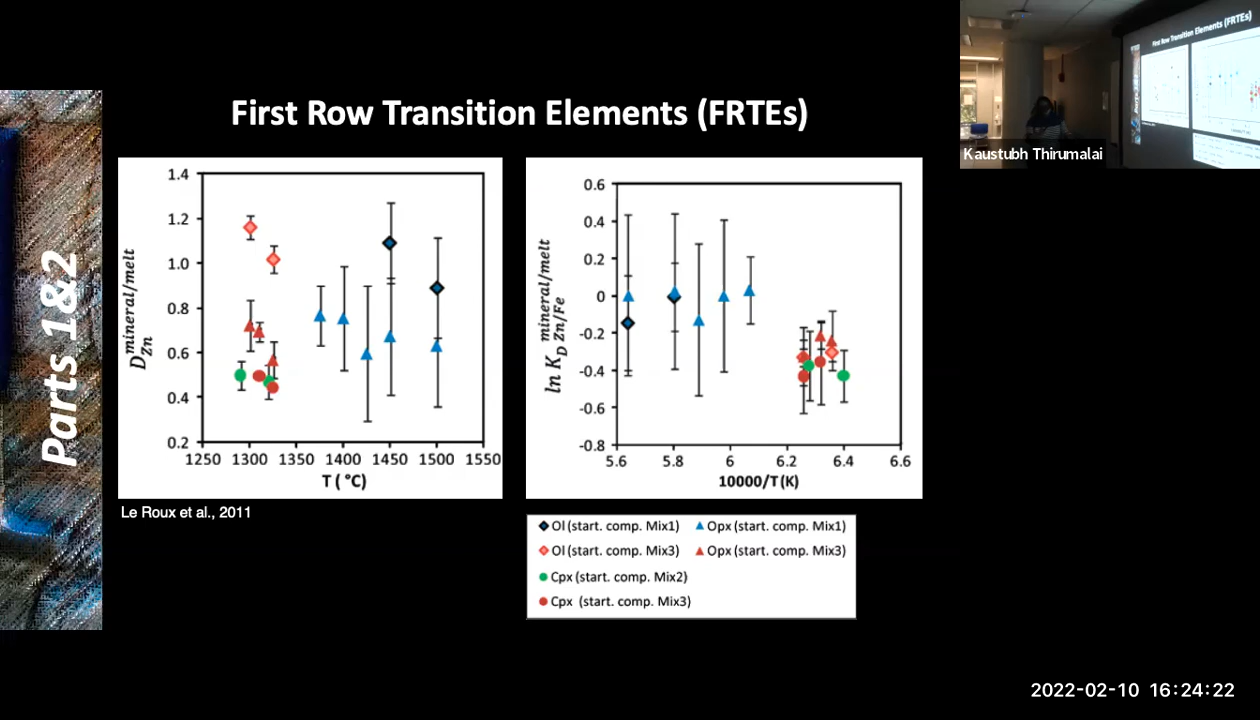 First Row Transition Elements (FRTEs)
Parts 1&2
1.4
1.2
1.0
0.8
0.6
0.4
0.2
D mineral/melt Zn
1250 1300 1350 1400 1450 1500 1550
T ( °C)
Le Roux et al., 2011
0.6
0.4
0.2
0
-0.2
-0.4
-0.6
-0.8
ln K D mineral/melt Zn/Fe
5.6 5.8 6 6.2 6.4 6.6
10000/T (K)
Ol (start. comp. Mix1) Opx (start. comp. Mix1)
Ol (start. comp. Mix3) Opx (start. comp. Mix3)
Cpx (start. comp. Mix2)
Cpx (start. comp. Mix3)
First Row Transition Elements (FRTEs)
Kaustubh Thirumalai
2022-02-10 16:24:22